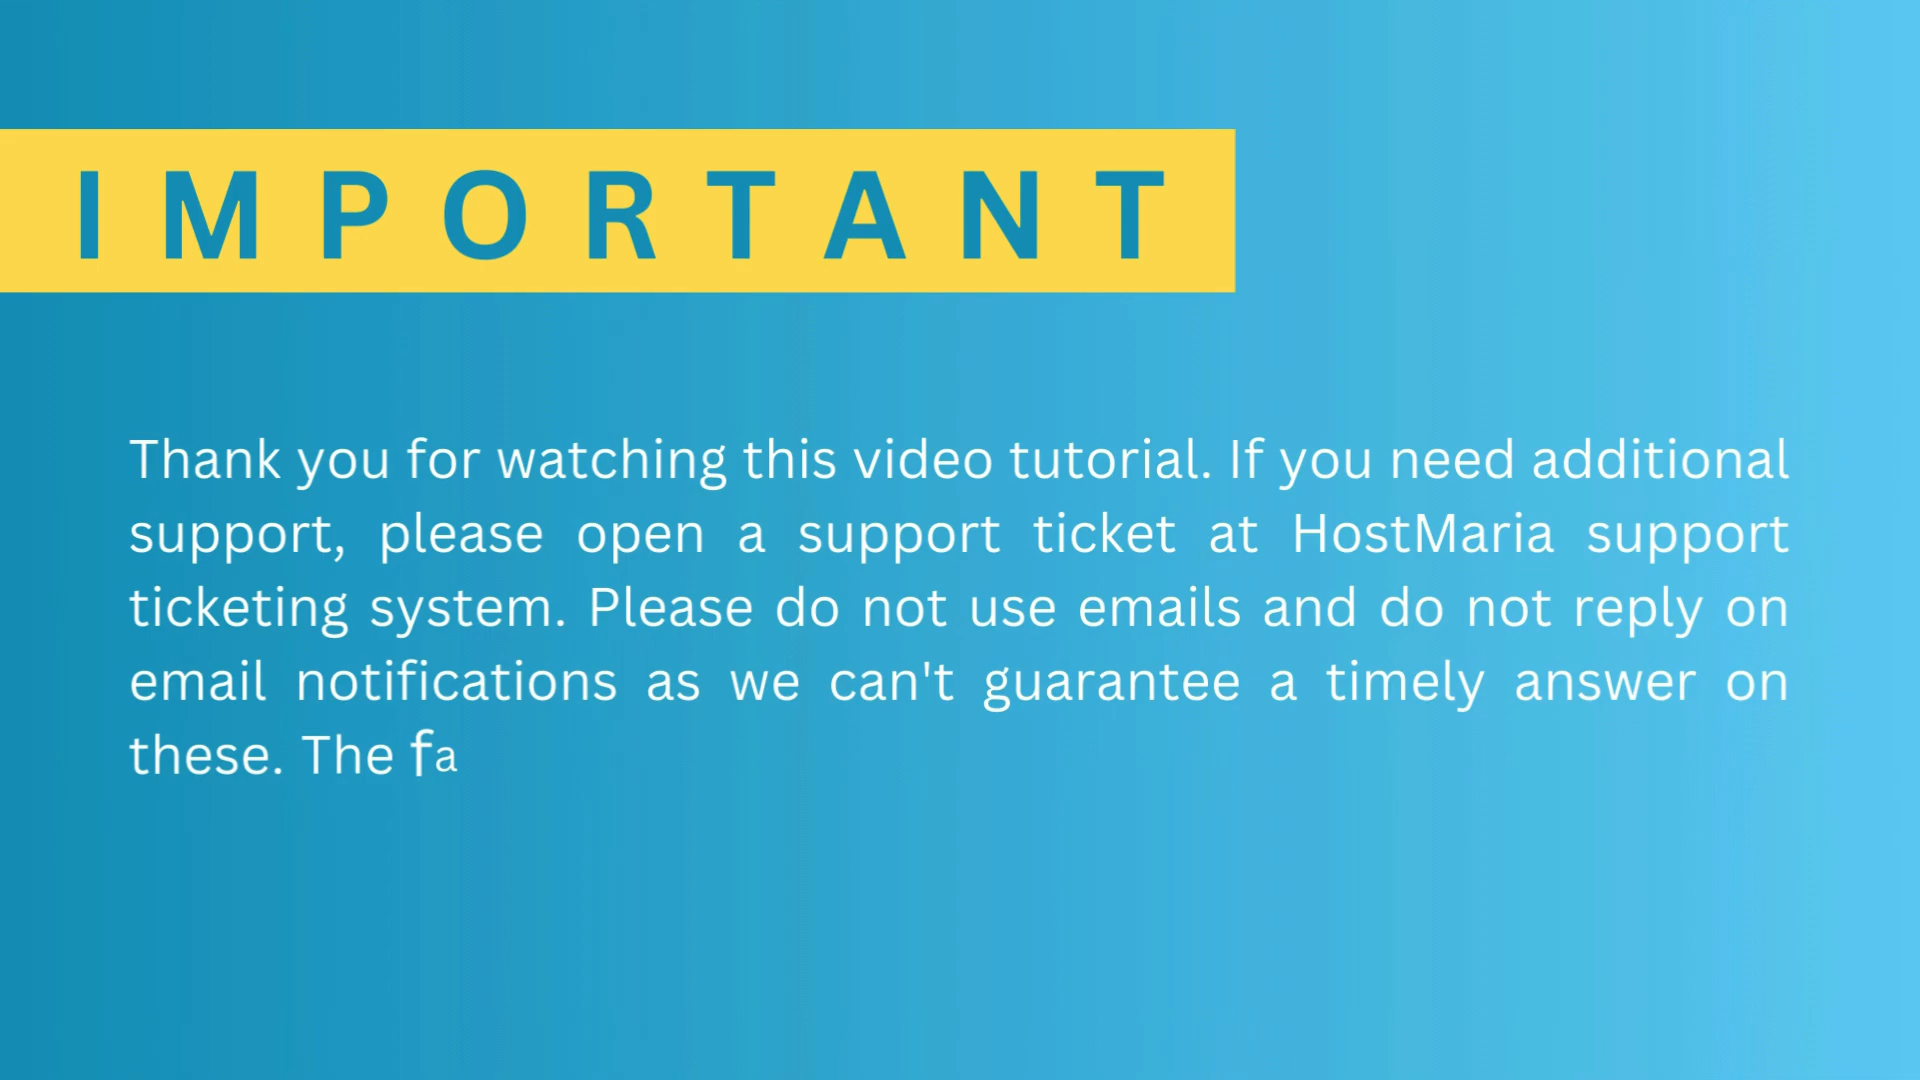 IMPORTANT
Thank you for watching this video tutorial. If you need additional
support, please open a support ticket at HostMaria support
ticketing system. Please do not use emails and do not reply on
email notifications as we can't guarantee a timely answer on
these. The fa